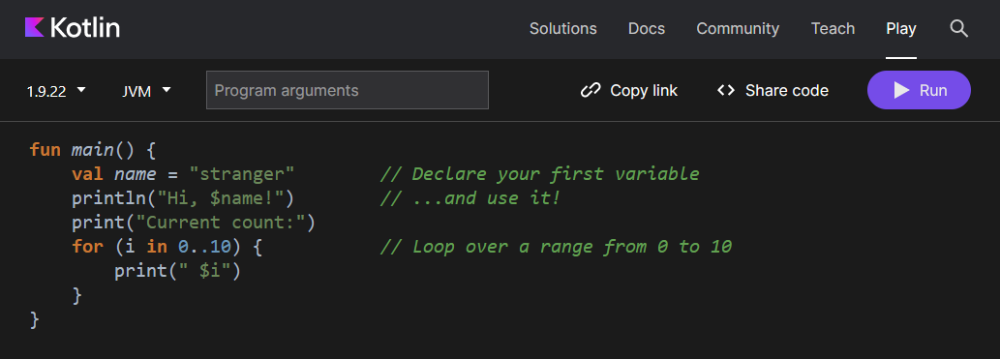 Kotlin Solutions Docs Community Teach Play
1.9.22 JVM Program arguments Copy link <> Share code Run
fun main() {
    val name = "stranger"        // Declare your first variable
    println("Hi, $name!")        // ...and use it!
    print("Current count:")
    for (i in 0..10) {           // Loop over a range from 0 to 10
        print(" $i")
    }
}